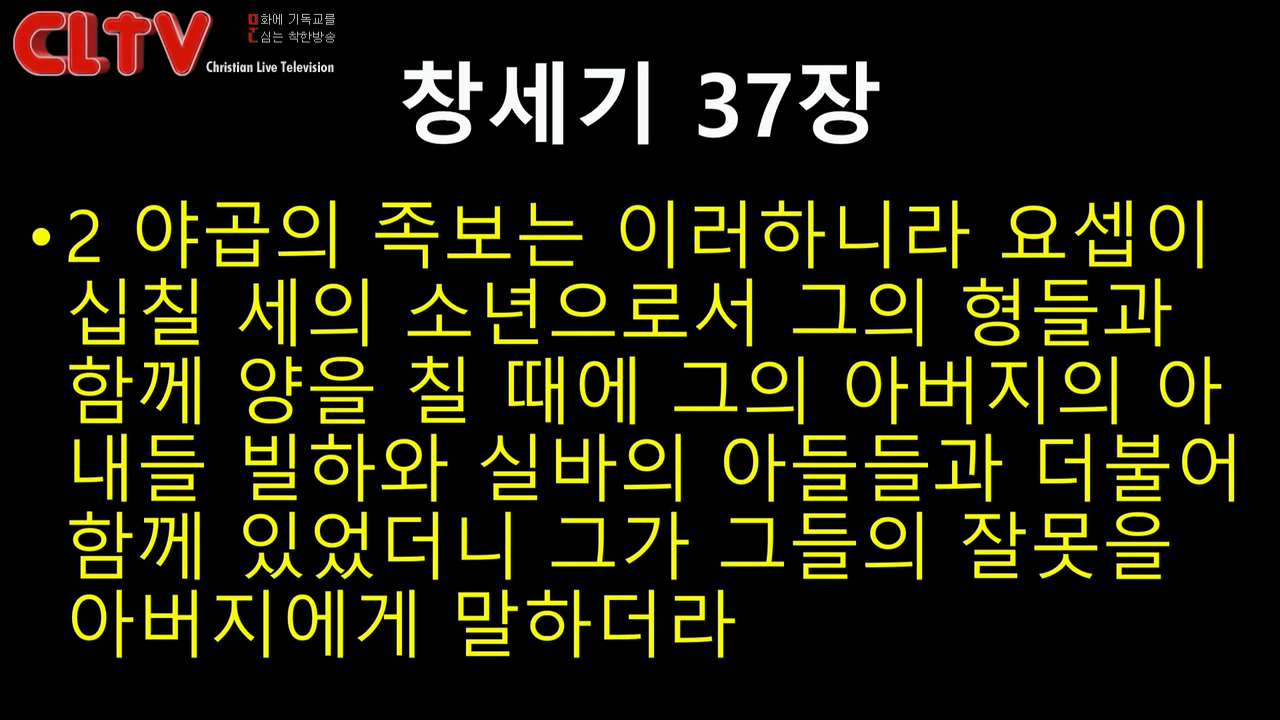 CLTV
문화에 기독교를
심는 착한방송
Christian Live Television
창세기 37장
• 2 야곱의 족보는 이러하니라 요셉이
십칠 세의 소년으로서 그의 형들과
함께 양을 칠 때에 그의 아버지의 아
내들 빌하와 실바의 아들들과 더불어
함께 있었더니 그가 그들의 잘못을
아버지에게 말하더라